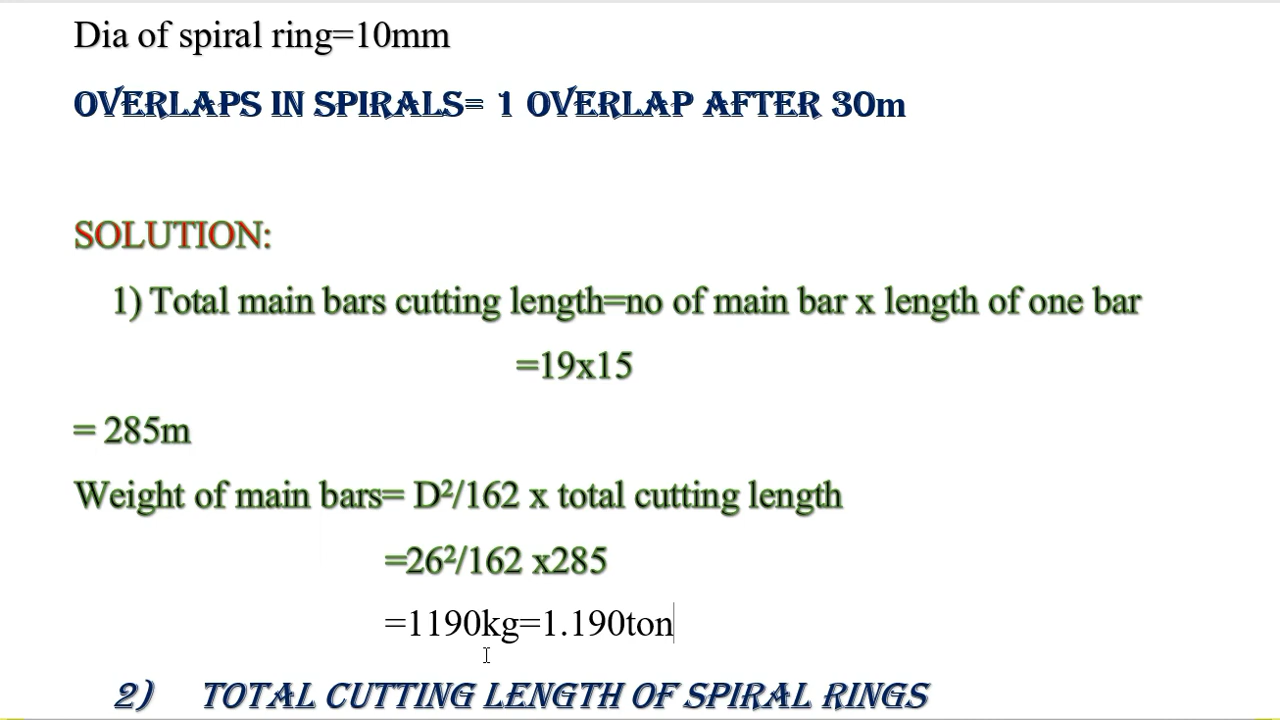 Dia of spiral ring=10mm
OVERLAPS IN SPIRALS= 1 OVERLAP AFTER 30m
SOLUTION:
1) Total main bars cutting length=no of main bar x length of one bar
=19x15
= 285m
Weight of main bars= D²/162 x total cutting length
=26²/162 x285
=1190kg=1.190ton
2) TOTAL CUTTING LENGTH OF SPIRAL RINGS